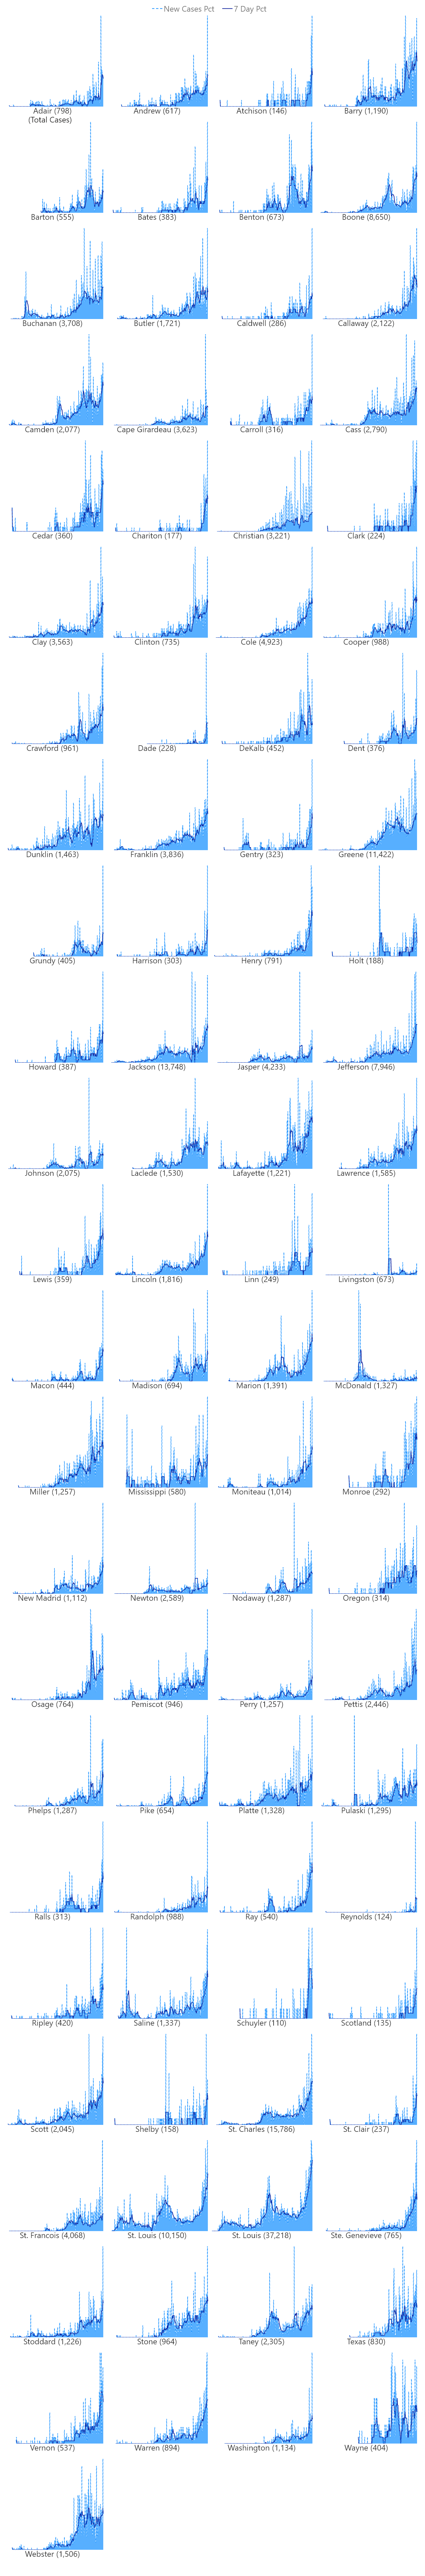 New Cases Pct 7 Day Pct
Adair (798) Andrew (617) Atchison (146) Barry (1,190)
(Total Cases)
Barton (555) Bates (383) Benton (673) Boone (8,650)
Buchanan (3,708) Butler (1,721) Caldwell (286) Callaway (2,122)
Camden (2,077) Cape Girardeau (3,623) Carroll (316) Cass (2,790)
Cedar (360) Chariton (177) Christian (3,221) Clark (224)
Clay (3,563) Clinton (735) Cole (4,923) Cooper (988)
Crawford (961) Dade (228) DeKalb (452) Dent (376)
Dunklin (1,463) Franklin (3,836) Gentry (323) Greene (11,422)
Grundy (405) Harrison (303) Henry (791) Holt (188)
Howard (387) Jackson (13,748) Jasper (4,233) Jefferson (7,946)
Johnson (2,075) Laclede (1,530) Lafayette (1,221) Lawrence (1,585)
Lewis (359) Lincoln (1,816) Linn (249) Livingston (673)
Macon (444) Madison (694) Marion (1,391) McDonald (1,327)
Miller (1,257) Mississippi (580) Moniteau (1,014) Monroe (292)
New Madrid (1,112) Newton (2,589) Nodaway (1,287) Oregon (314)
Osage (764) Pemiscot (946) Perry (1,257) Pettis (2,446)
Phelps (1,287) Pike (654) Platte (1,328) Pulaski (1,295)
Ralls (313) Randolph (988) Ray (540) Reynolds (124)
Ripley (420) Saline (1,337) Schuyler (110) Scotland (135)
Scott (2,045) Shelby (158) St. Charles (15,786) St. Clair (237)
St. Francois (4,068) St. Louis (10,150) St. Louis (37,218) Ste. Genevieve (765)
Stoddard (1,226) Stone (964) Taney (2,305) Texas (830)
Vernon (537) Warren (894) Washington (1,134) Wayne (404)
Webster (1,506)